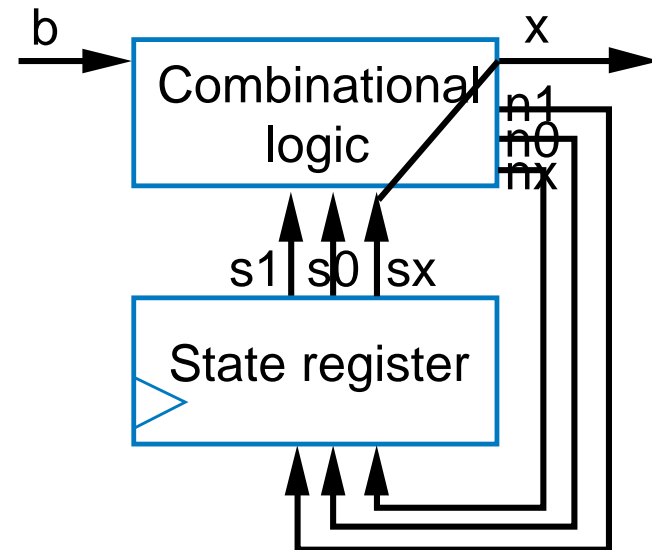 b
x
Combinational
logic
n1
n0
nx
s1 s0 sx
State register